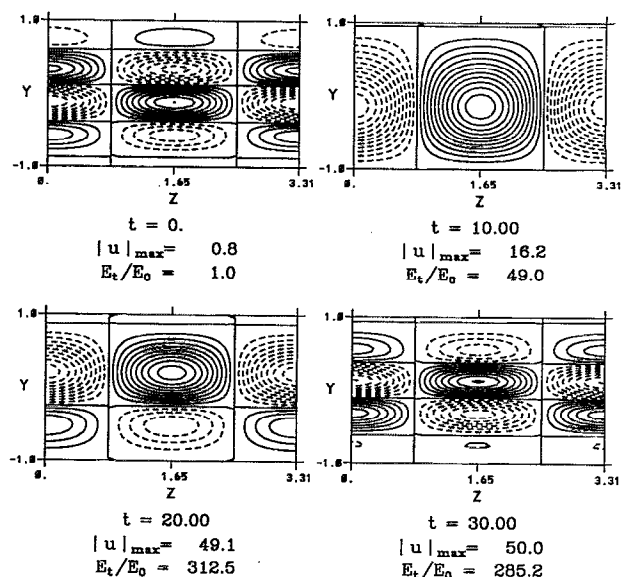 1.0
Y
-1.0
0.
1.65
3.31
Z
t = 0.
|u|max= 0.8
Et/E0 = 1.0
1.0
Y
-1.0
0.
1.65
3.31
Z
t = 10.00
|u|max= 16.2
Et/E0 = 49.0
1.0
Y
-1.0
0.
1.65
3.31
Z
t = 20.00
|u|max= 49.1
Et/E0 = 312.5
1.0
Y
-1.0
0.
1.65
3.31
Z
t = 30.00
|u|max= 50.0
Et/E0 = 285.2